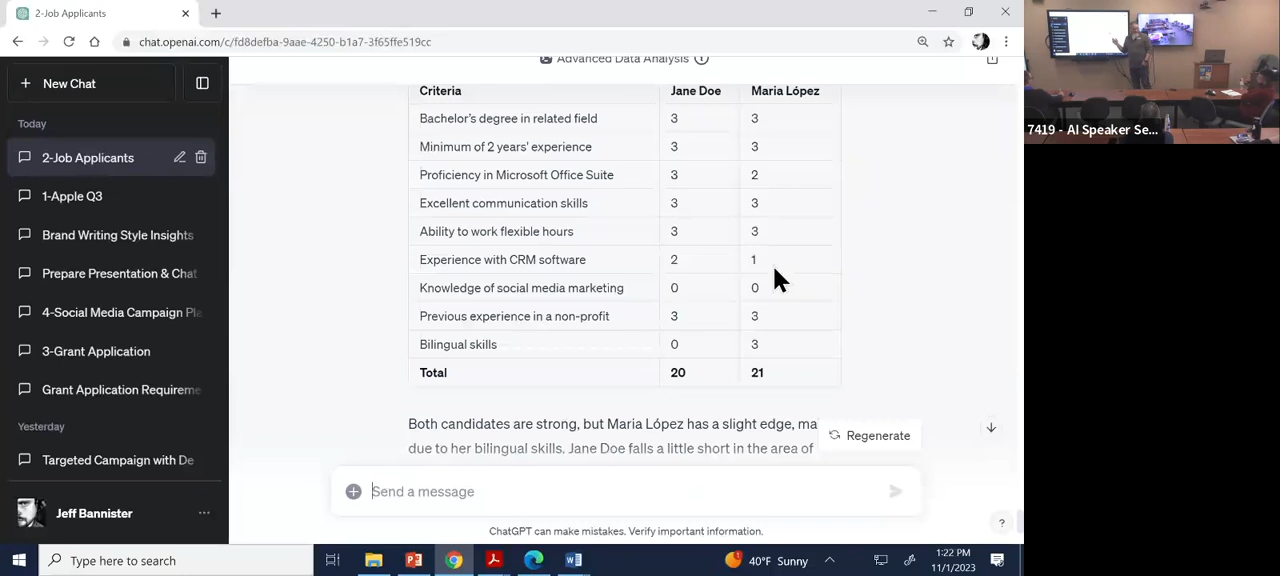 2-Job Applicants
chat.openai.com/c/fd8defba-9aae-4250-b1b1-3f65ffe519cc
New Chat
Today
2-Job Applicants
1-Apple Q3
Brand Writing Style Insights
Prepare Presentation & Chat
4-Social Media Campaign Pla
3-Grant Application
Grant Application Requireme
Yesterday
Targeted Campaign with De
Jeff Bannister
Advanced Data Analysis
Criteria Jane Doe Maria López
Bachelor's degree in related field 3 3
Minimum of 2 years' experience 3 3
Proficiency in Microsoft Office Suite 3 2
Excellent communication skills 3 3
Ability to work flexible hours 3 3
Experience with CRM software 2 1
Knowledge of social media marketing 0 0
Previous experience in a non-profit 3 3
Bilingual skills 0 3
Total 20 21
Both candidates are strong, but Maria López has a slight edge, ma
due to her bilingual skills. Jane Doe falls a little short in the area of
Regenerate
Send a message
ChatGPT can make mistakes. Verify important information.
?
7419 - AI Speaker Se...
Type here to search
40°F Sunny
1:22 PM
11/1/2023